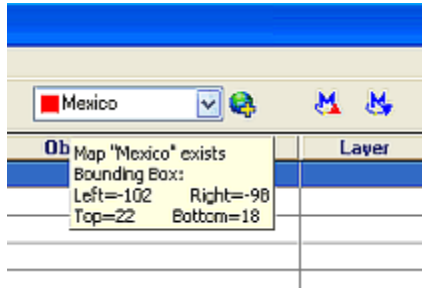 Mexico
Ob
Layer
Map "Mexico" exists
Bounding Box:
Left=-102 Right=-98
Top=22 Bottom=18